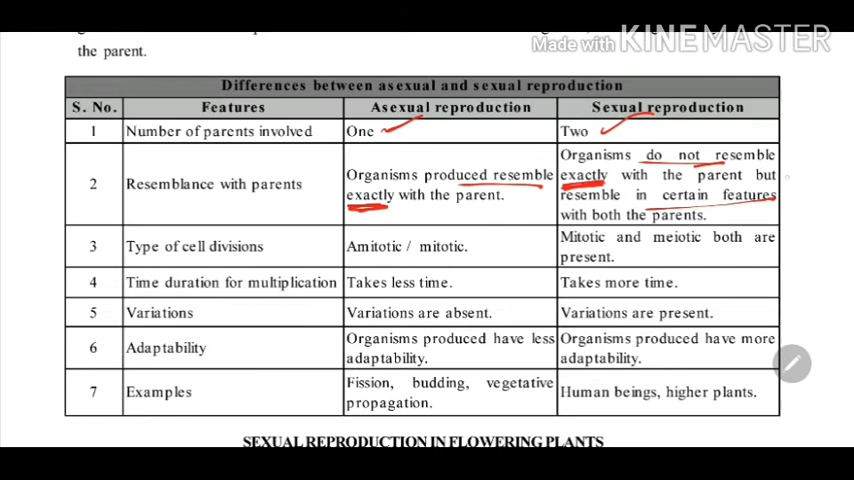 the parent.
Made with KINEMASTER
Differences between asexual and sexual reproduction
S. No. Features Asexual reproduction Sexual reproduction
1 Number of parents involved One Two
2 Resemblance with parents Organisms produced resemble exactly with the parent. Organisms do not resemble exactly with the parent but resemble in certain features with both the parents.
3 Type of cell divisions Amitotic / mitotic. Mitotic and meiotic both are present.
4 Time duration for multiplication Takes less time. Takes more time.
5 Variations Variations are absent. Variations are present.
6 Adaptability Organisms produced have less adaptability. Organisms produced have more adaptability.
7 Examples Fission, budding, vegetative propagation. Human beings, higher plants.
SEXUAL REPRODUCTION IN FLOWERING PLANTS